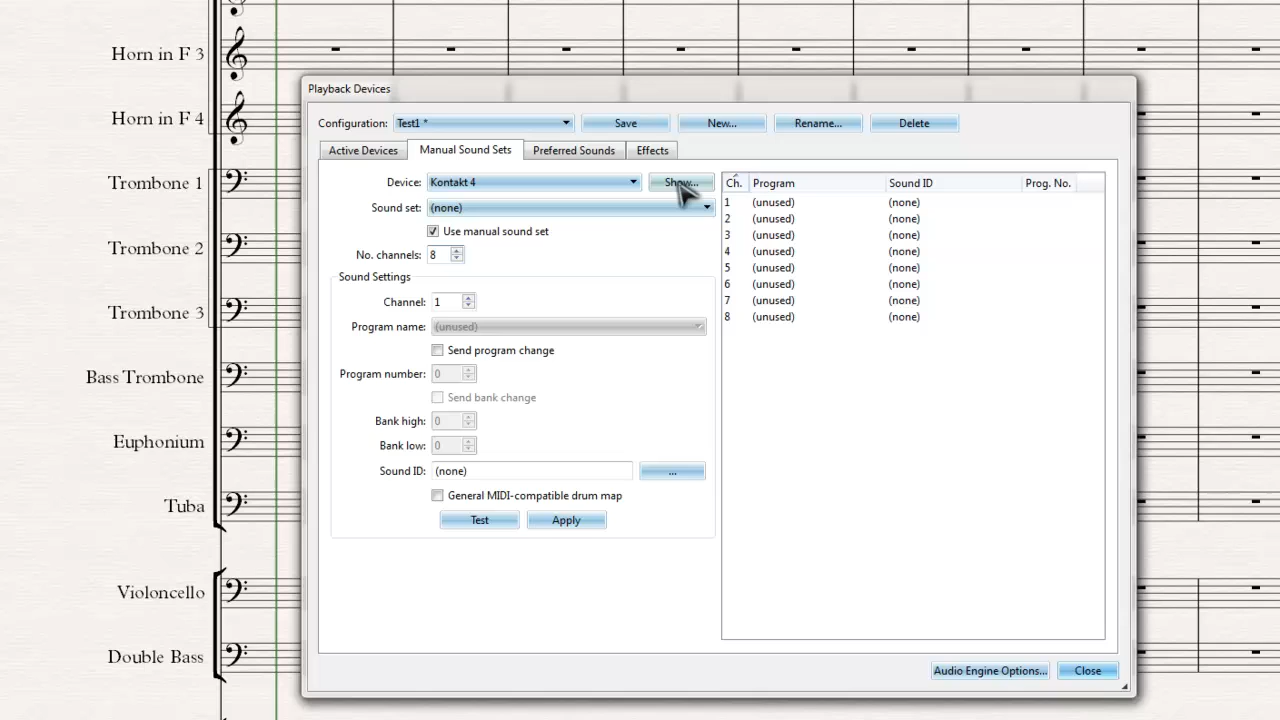 Horn in F 3
Horn in F 4
Trombone 1
Trombone 2
Trombone 3
Bass Trombone
Euphonium
Tuba
Violoncello
Double Bass
Playback Devices
Configuration: Test1 * Save New... Rename... Delete
Active Devices Manual Sound Sets Preferred Sounds Effects
Device: Kontakt 4 Show...
Sound set: (none)
Use manual sound set
No. channels: 8
Sound Settings
Channel: 1
Program name: (unused)
Send program change
Program number: 0
Send bank change
Bank high: 0
Bank low: 0
Sound ID: (none) ...
General MIDI-compatible drum map
Test Apply
Ch. Program Sound ID Prog. No.
1 (unused) (none)
2 (unused) (none)
3 (unused) (none)
4 (unused) (none)
5 (unused) (none)
6 (unused) (none)
7 (unused) (none)
8 (unused) (none)
Audio Engine Options... Close